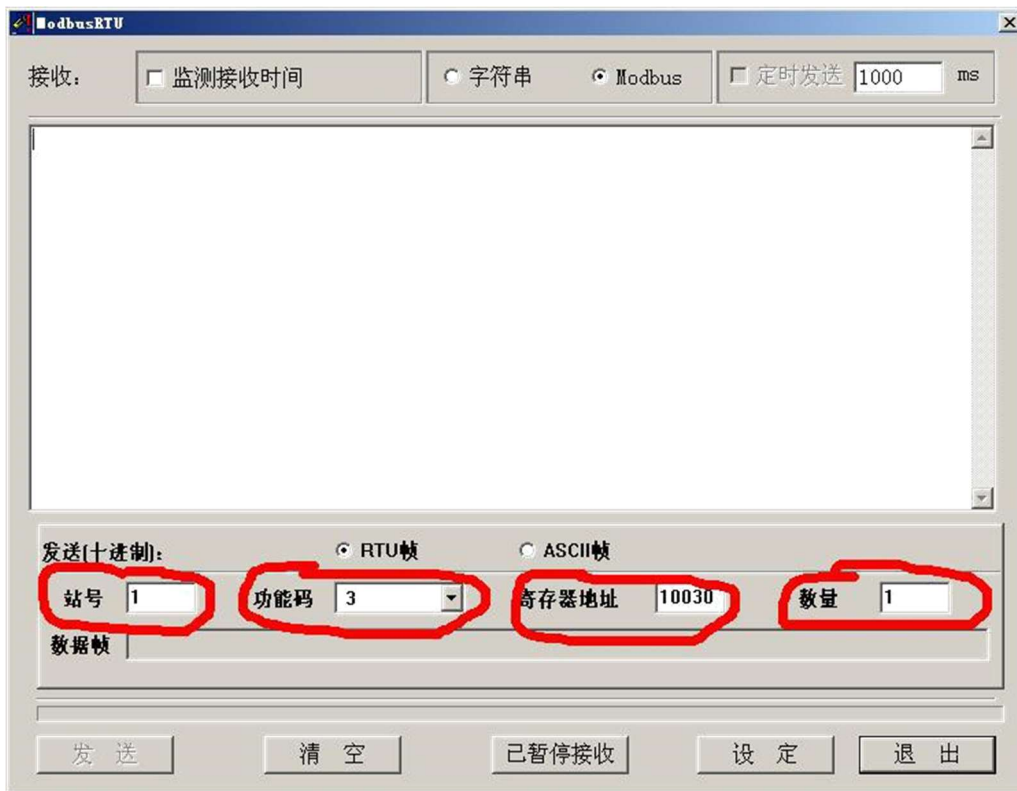 ModbusRTU
接收： 监测接收时间 字符串 Modbus 定时发送 1000 ms
发送(十进制)： RTU帧 ASCII帧
站号 1 功能码 3 寄存器地址 10030 数量 1
数据帧
发 送 清 空 已暂停接收 设 定 退 出